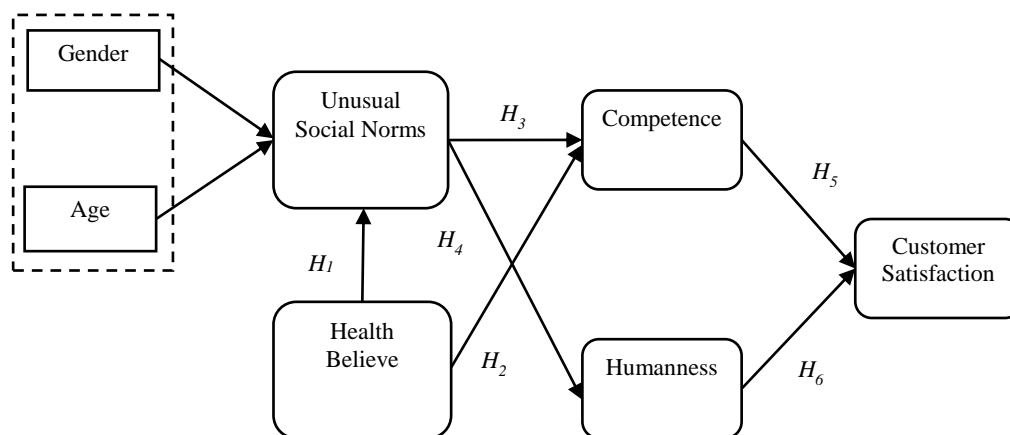 Gender
Unusual
Social Norms
H3
Competence
H5
Age
H4
H1
Customer
Satisfaction
Health
Believe
H2
Humanness
H6